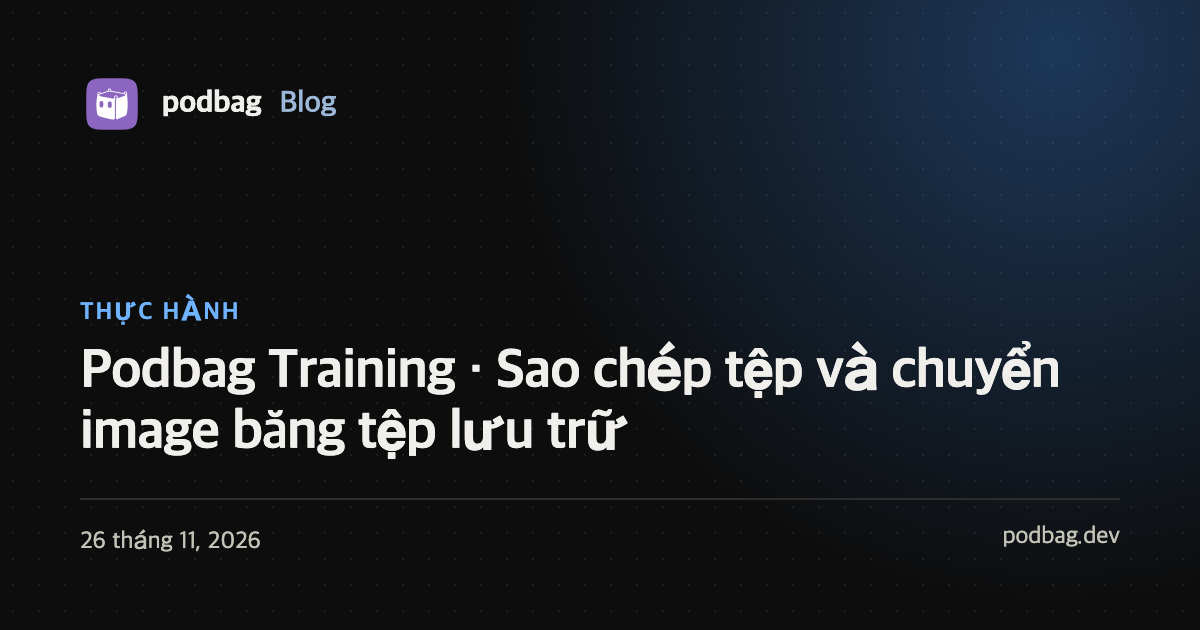 podbag Blog
THỰC HÀNH
Podbag Training · Sao chép tệp và chuyển
image băng tệp lưu trữ
26 tháng 11, 2026
podbag.dev